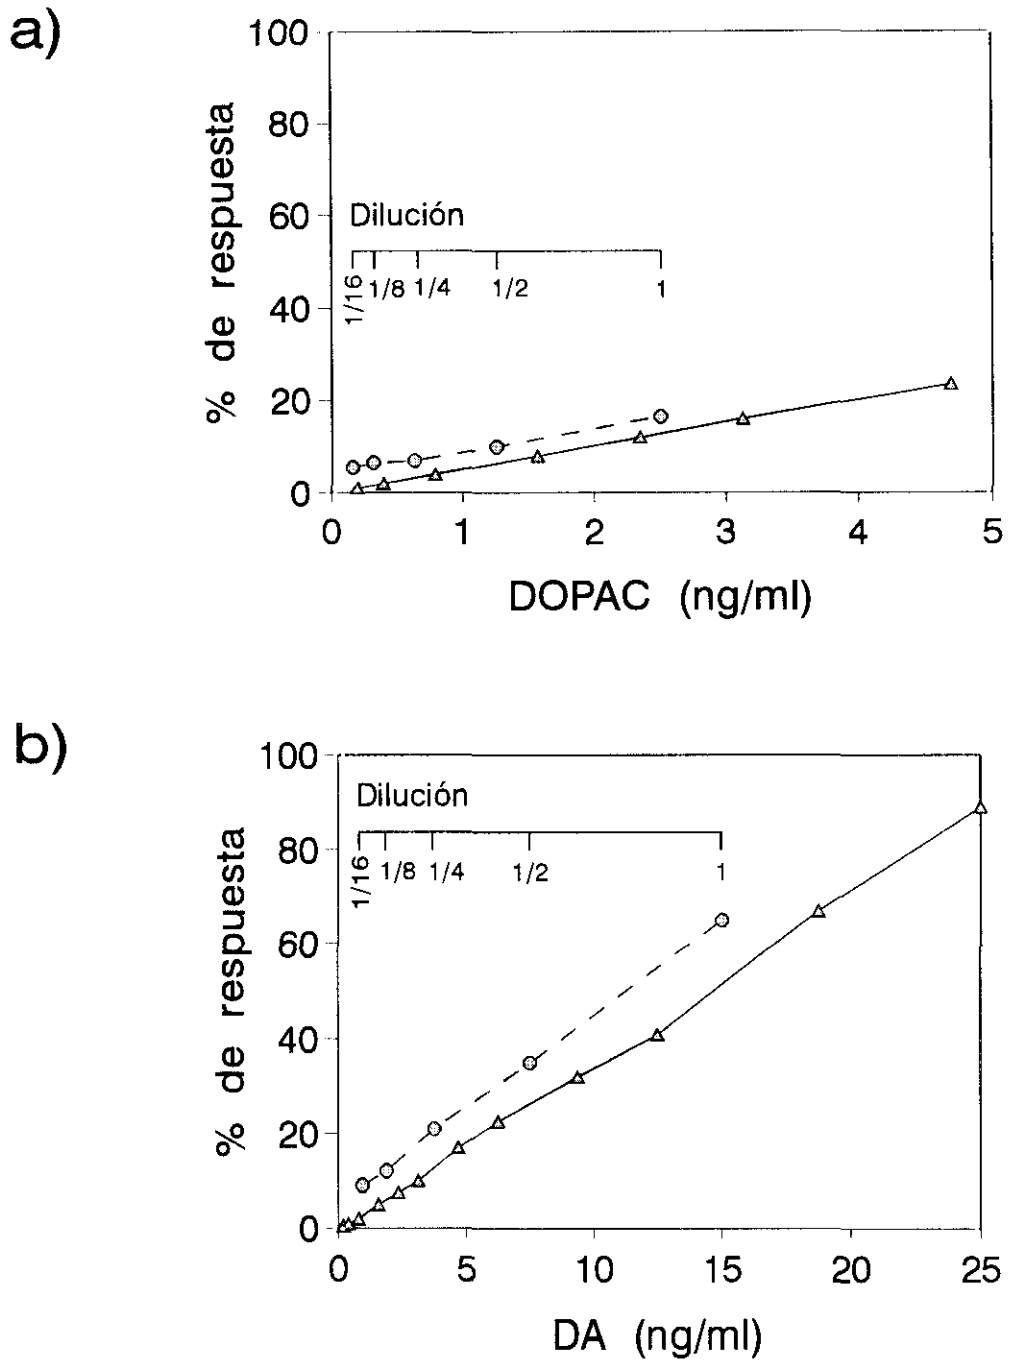 a)
% de respuesta
100
80
60
40
20
0
Dilución
1/16 1/8 1/4 1/2 1
0 1 2 3 4 5
DOPAC (ng/ml)
b)
% de respuesta
100
80
60
40
20
0
Dilución
1/16 1/8 1/4 1/2 1
0 5 10 15 20 25
DA (ng/ml)